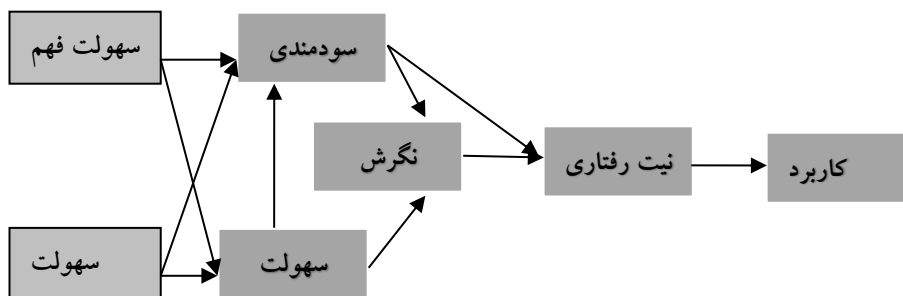 سهولت فهم
سودمندی
نگرش
نیت رفتاری
کاربرد
سهولت
سهولت